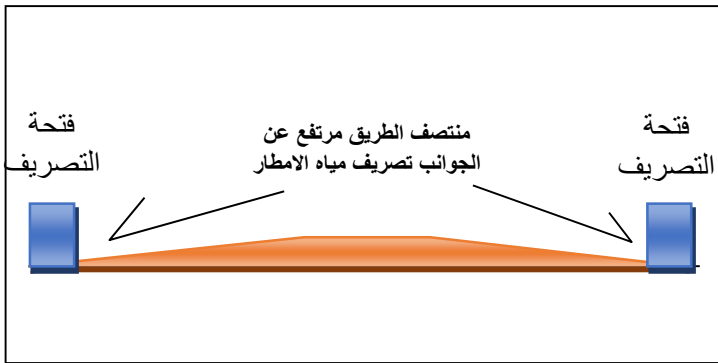 فتحة
التصريف
منتصف الطريق مرتفع عن
الجوانب تصريف مياه الامطار
فتحة
التصريف